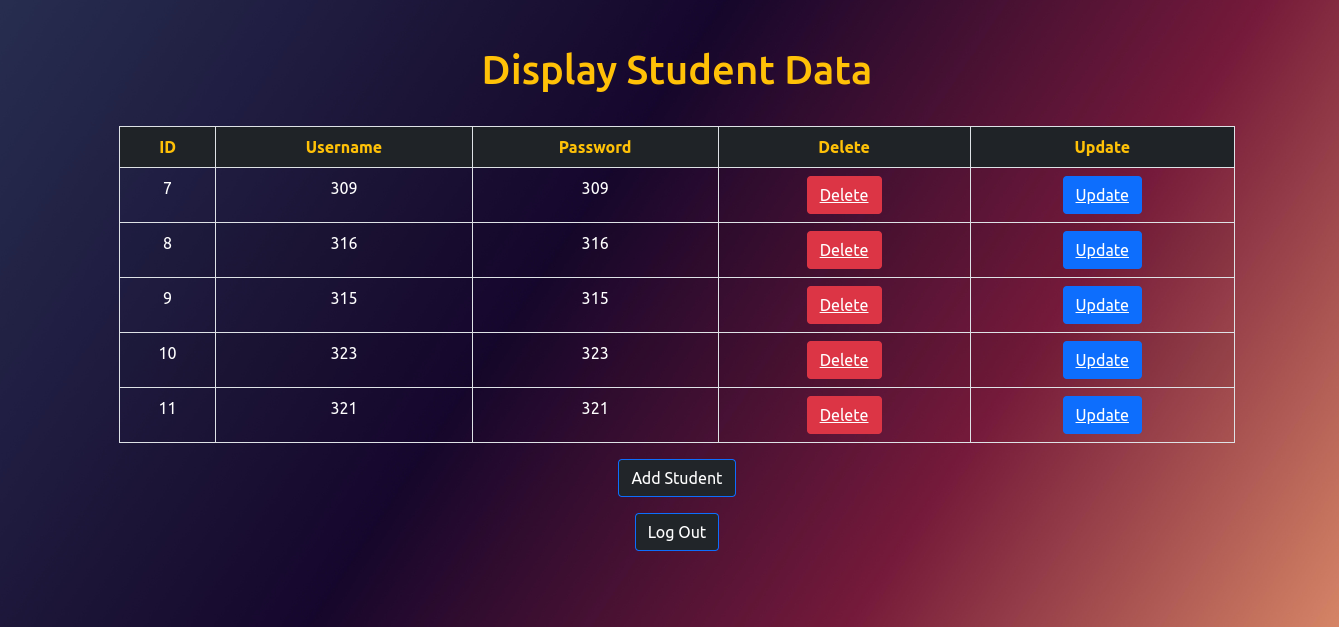 Display Student Data
ID Username Password Delete Update
7 309 309 Delete Update
8 316 316 Delete Update
9 315 315 Delete Update
10 323 323 Delete Update
11 321 321 Delete Update
Add Student
Log Out